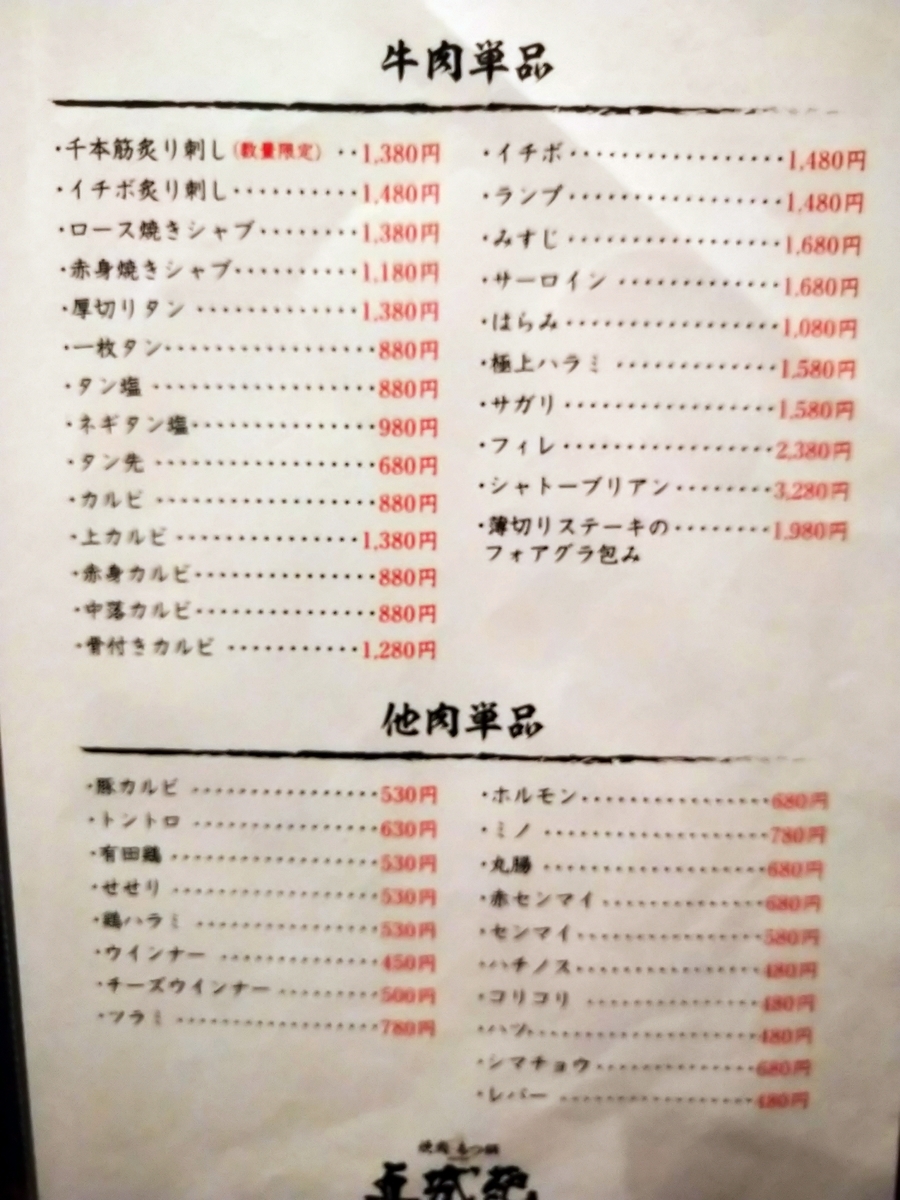 牛肉単品
・千本筋炙り刺し(数量限定)‥1,380円
・イチボ炙り刺し‥‥‥‥‥1,480円
・ロース焼きシャブ‥‥‥‥1,380円
・赤身焼きシャブ‥‥‥‥‥1,180円
・厚切りタン‥‥‥‥‥‥1,380円
・一枚タン‥‥‥‥‥‥‥‥880円
・タン塩‥‥‥‥‥‥‥‥‥880円
・ネギタン塩‥‥‥‥‥‥‥980円
・タン先‥‥‥‥‥‥‥‥‥680円
・カルビ‥‥‥‥‥‥‥‥‥880円
・上カルビ‥‥‥‥‥‥‥1,380円
・赤身カルビ‥‥‥‥‥‥‥880円
・中落カルビ‥‥‥‥‥‥‥880円
・骨付きカルビ‥‥‥‥‥1,280円
・イチボ‥‥‥‥‥‥‥‥1,480円
・ランプ‥‥‥‥‥‥‥‥1,480円
・みすじ‥‥‥‥‥‥‥‥1,680円
・サーロイン‥‥‥‥‥‥1,680円
・はらみ‥‥‥‥‥‥‥‥1,080円
・極上ハラミ‥‥‥‥‥‥1,580円
・サガリ‥‥‥‥‥‥‥‥1,580円
・フィレ‥‥‥‥‥‥‥‥2,380円
・シャトーブリアン‥‥‥‥3,280円
・薄切りステーキの‥‥‥‥1,980円
フォアグラ包み
他肉単品
・豚カルビ‥‥‥‥‥‥‥530円
・トントロ‥‥‥‥‥‥‥630円
・有田鶏‥‥‥‥‥‥‥‥530円
・せせり‥‥‥‥‥‥‥‥530円
・鶏ハラミ‥‥‥‥‥‥‥530円
・ウインナー‥‥‥‥‥‥450円
・チーズウインナー‥‥‥‥500円
・ツラミ‥‥‥‥‥‥‥‥780円
・ホルモン‥‥‥‥‥‥‥680円
・ミノ‥‥‥‥‥‥‥‥‥780円
・丸腸‥‥‥‥‥‥‥‥‥680円
・赤センマイ‥‥‥‥‥‥680円
・センマイ‥‥‥‥‥‥‥580円
・ハチノス‥‥‥‥‥‥‥480円
・コリコリ‥‥‥‥‥‥‥480円
・ハツ‥‥‥‥‥‥‥‥‥480円
・シマチョウ‥‥‥‥‥‥680円
・レバー‥‥‥‥‥‥‥‥480円
焼肉 もつ鍋